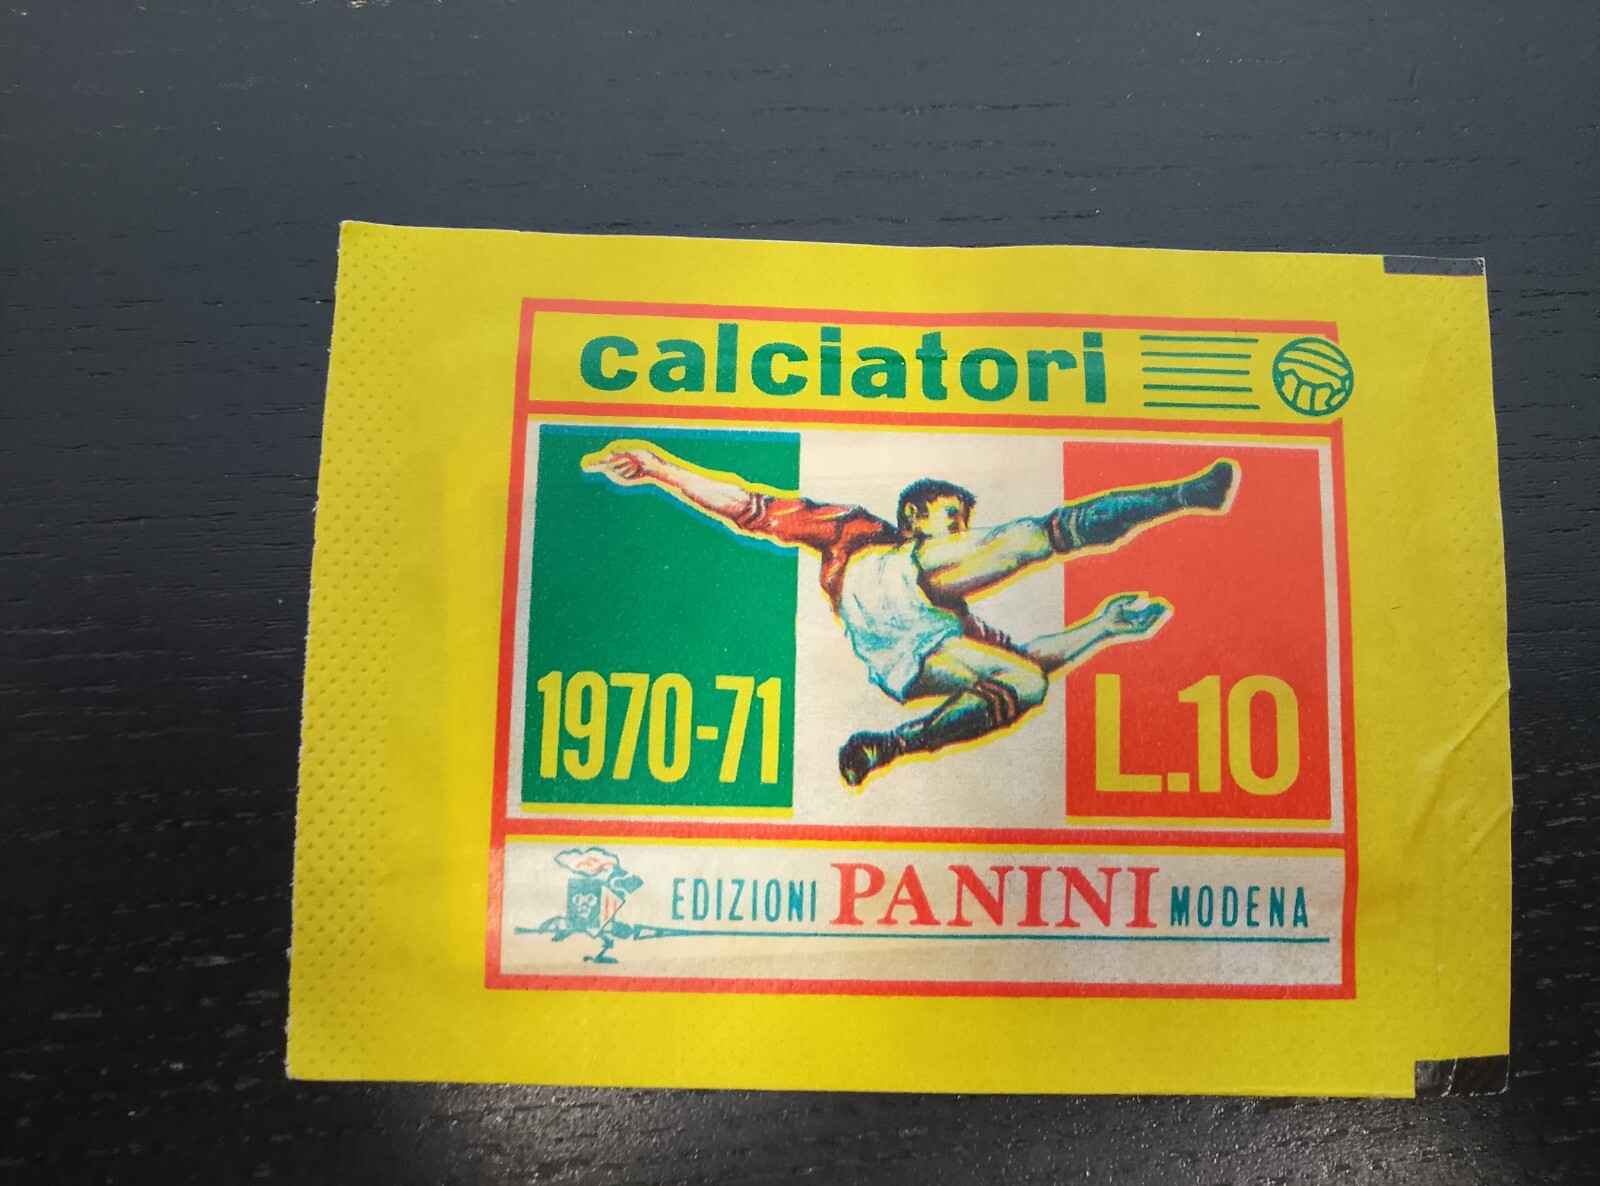 calciatori
1970-71
L.10
EDIZIONI PANINI MODENA